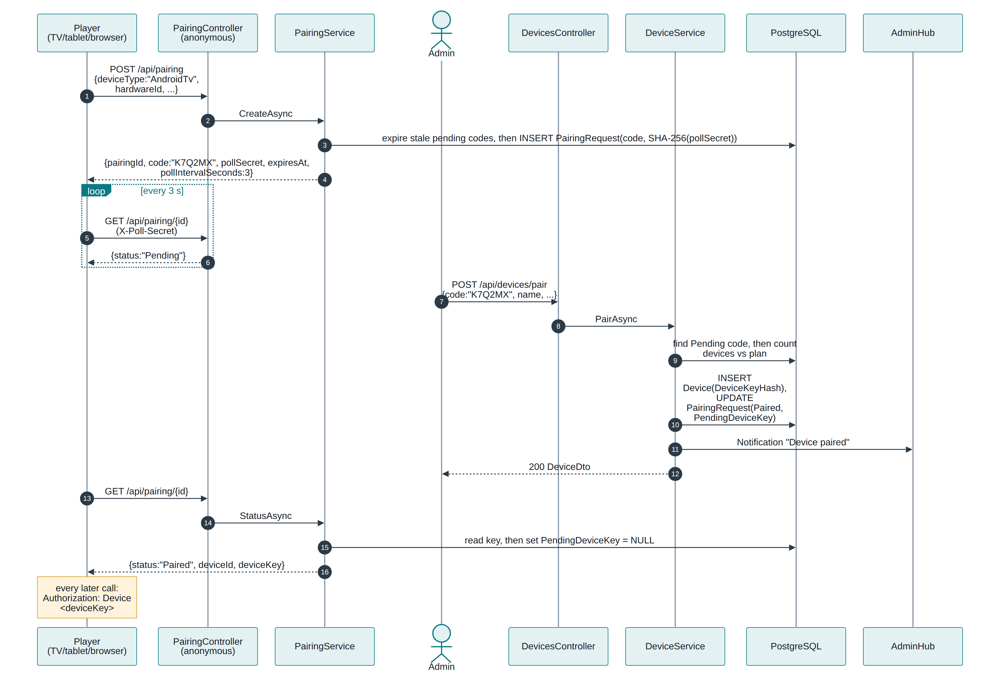 Player
(TV/tablet/browser)
PairingController
(anonymous)
PairingService
Admin
DevicesController
DeviceService
PostgreSQL
AdminHub
POST /api/pairing
{deviceType:"AndroidTv",
hardwareId, ...}
1
CreateAsync
2
expire stale pending codes, then INSERT PairingRequest(code, SHA-256(pollSecret))
3
{pairingId, code:"K7Q2MX", pollSecret, expiresAt,
pollIntervalSeconds:3}
4
loop
[every 3 s]
GET /api/pairing/{id}
(X-Poll-Secret)
5
{status:"Pending"}
6
POST /api/devices/pair
{code:"K7Q2MX", name, ...}
7
PairAsync
8
find Pending code, then count
devices vs plan
9
INSERT
Device(DeviceKeyHash),
UPDATE
PairingRequest(Paired,
PendingDeviceKey)
10
Notification "Device paired"
11
200 DeviceDto
12
GET /api/pairing/{id}
13
StatusAsync
14
read key, then set PendingDeviceKey = NULL
15
{status:"Paired", deviceId, deviceKey}
16
every later call:
Authorization: Device
<deviceKey>
Player
(TV/tablet/browser)
PairingController
(anonymous)
PairingService
Admin
DevicesController
DeviceService
PostgreSQL
AdminHub